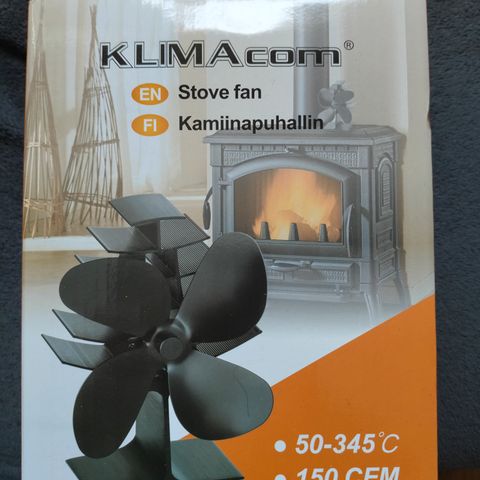 KLIMAcom®
EN Stove fan
FI Kamiinapuhallin
• 50-345°C
• 150 CFM